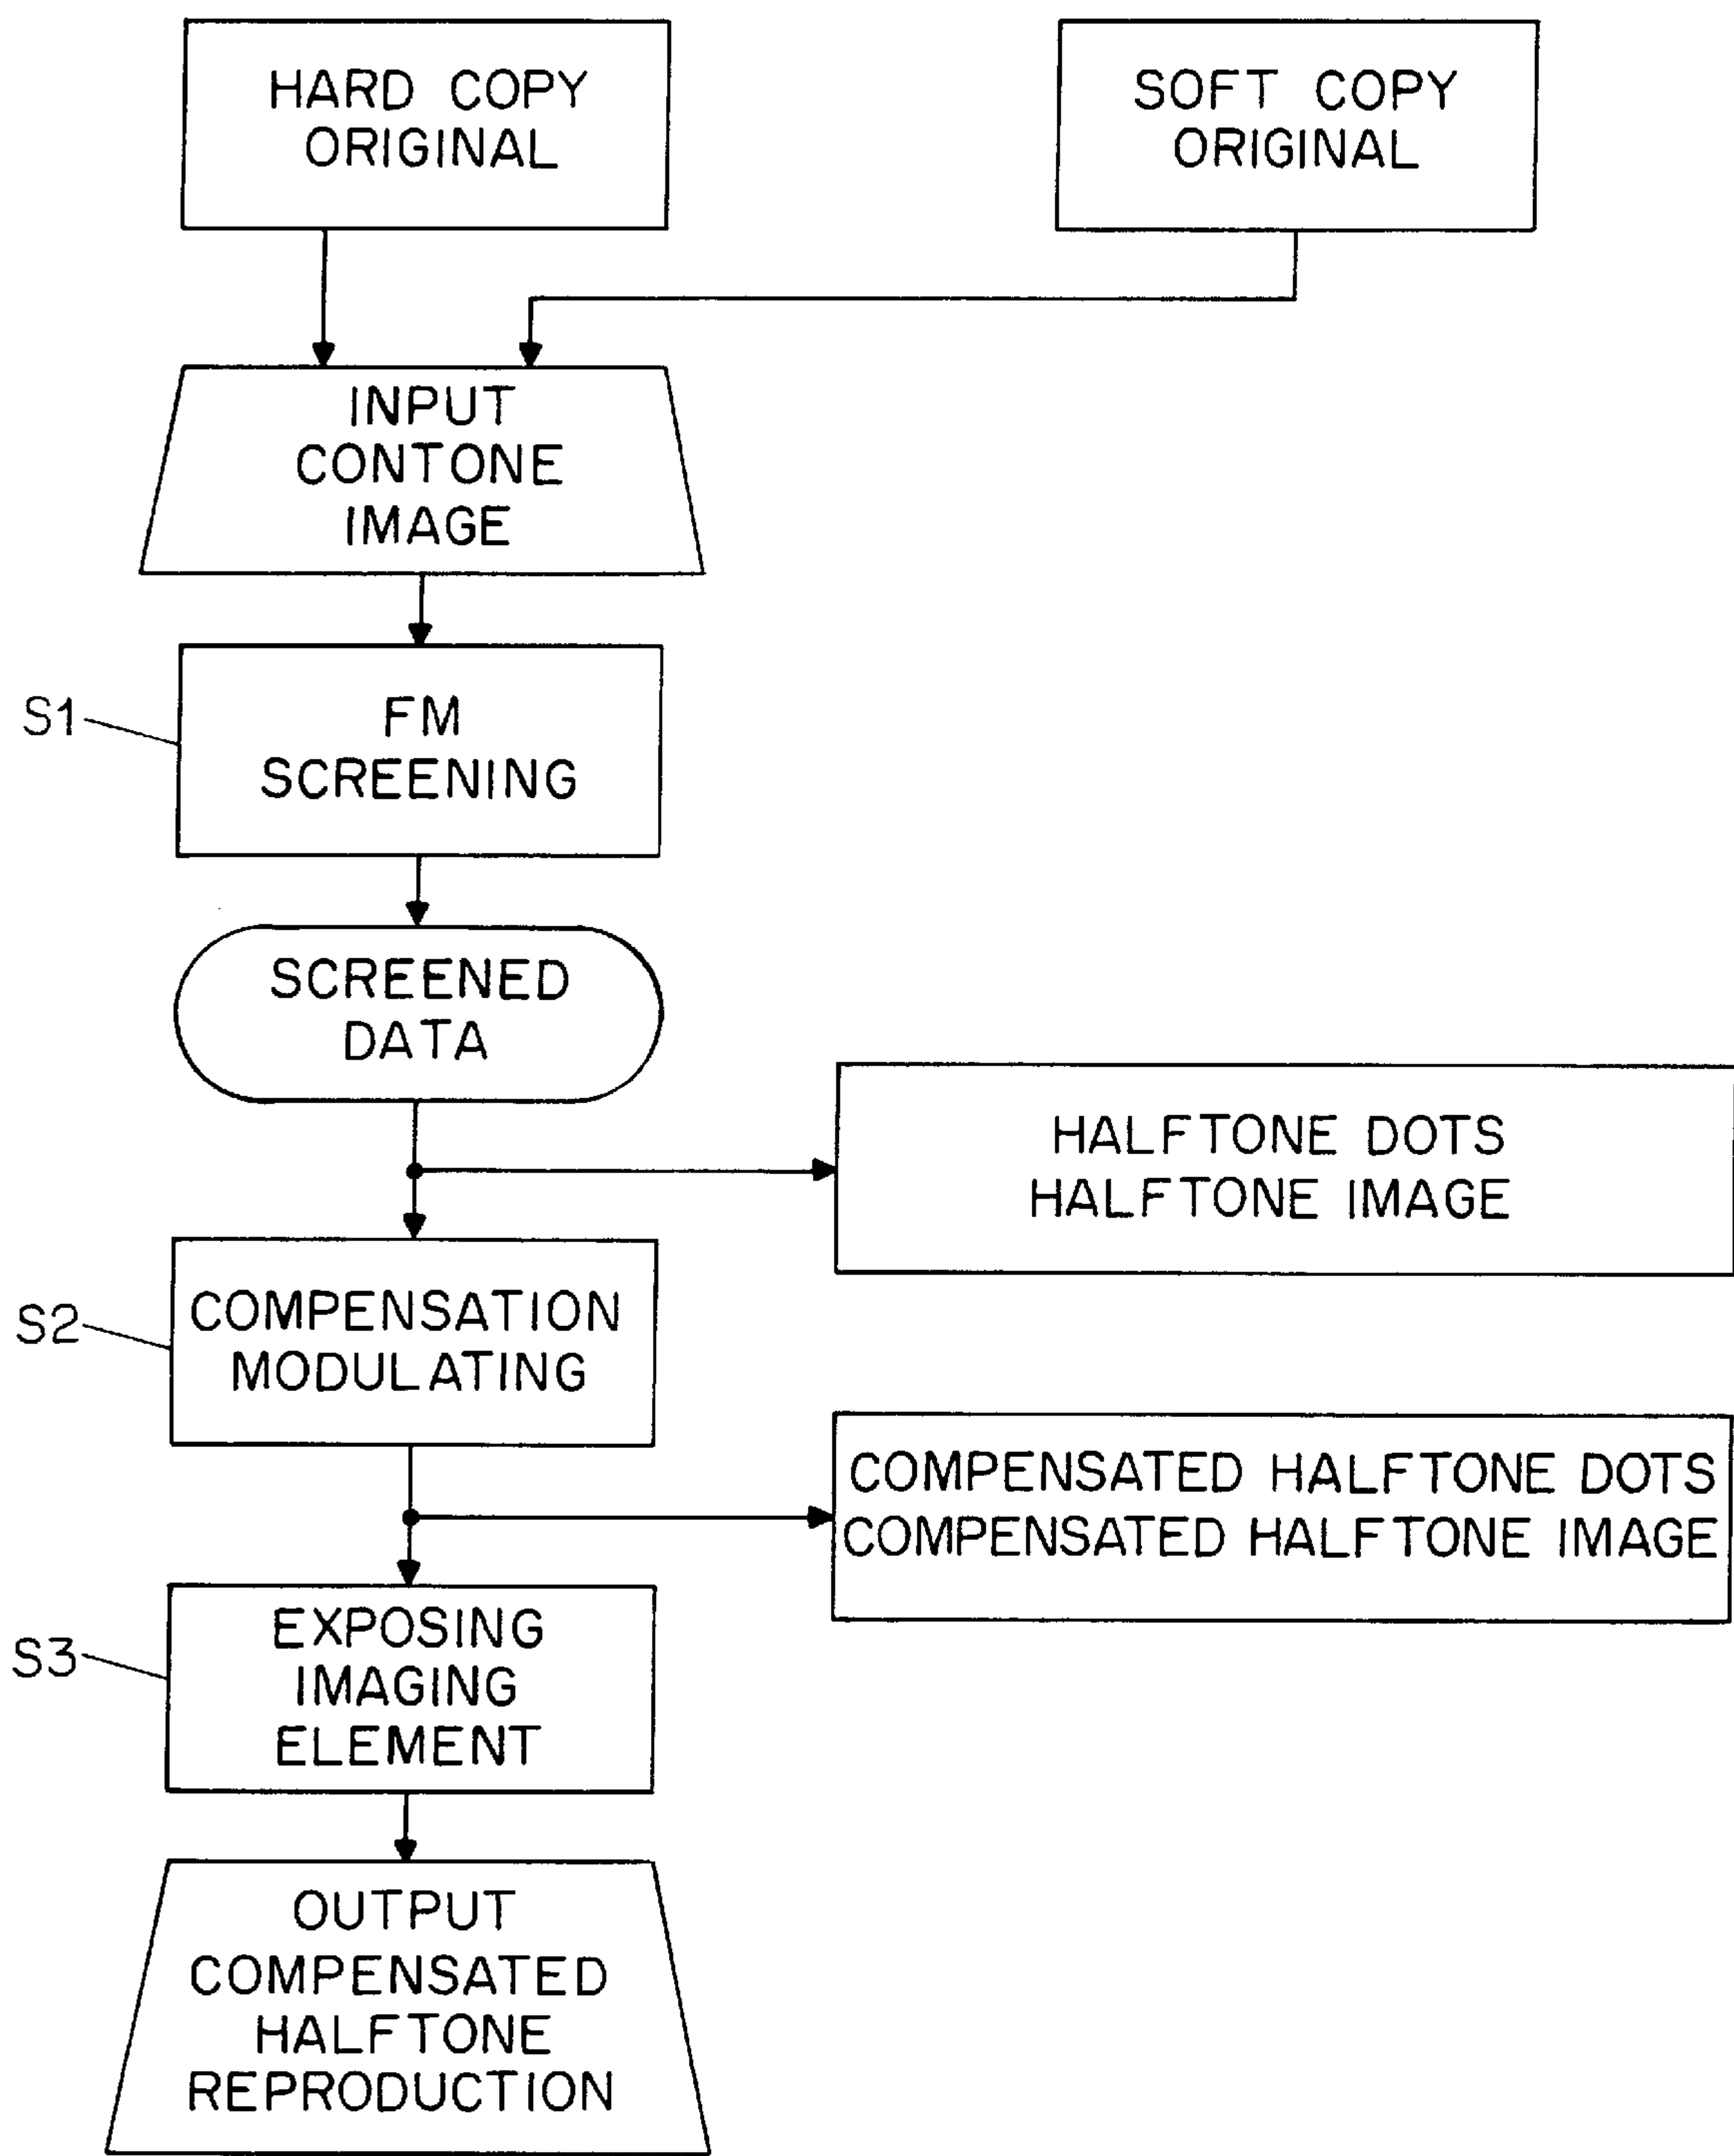 HARD COPY
ORIGINAL
SOFT COPY
ORIGINAL
INPUT
CONTONE
IMAGE
S1
FM
SCREENING
SCREENED
DATA
HALFTONE DOTS
HALFTONE IMAGE
S2
COMPENSATION
MODULATING
COMPENSATED HALFTONE DOTS
COMPENSATED HALFTONE IMAGE
S3
EXPOSING
IMAGING
ELEMENT
OUTPUT
COMPENSATED
HALFTONE
REPRODUCTION